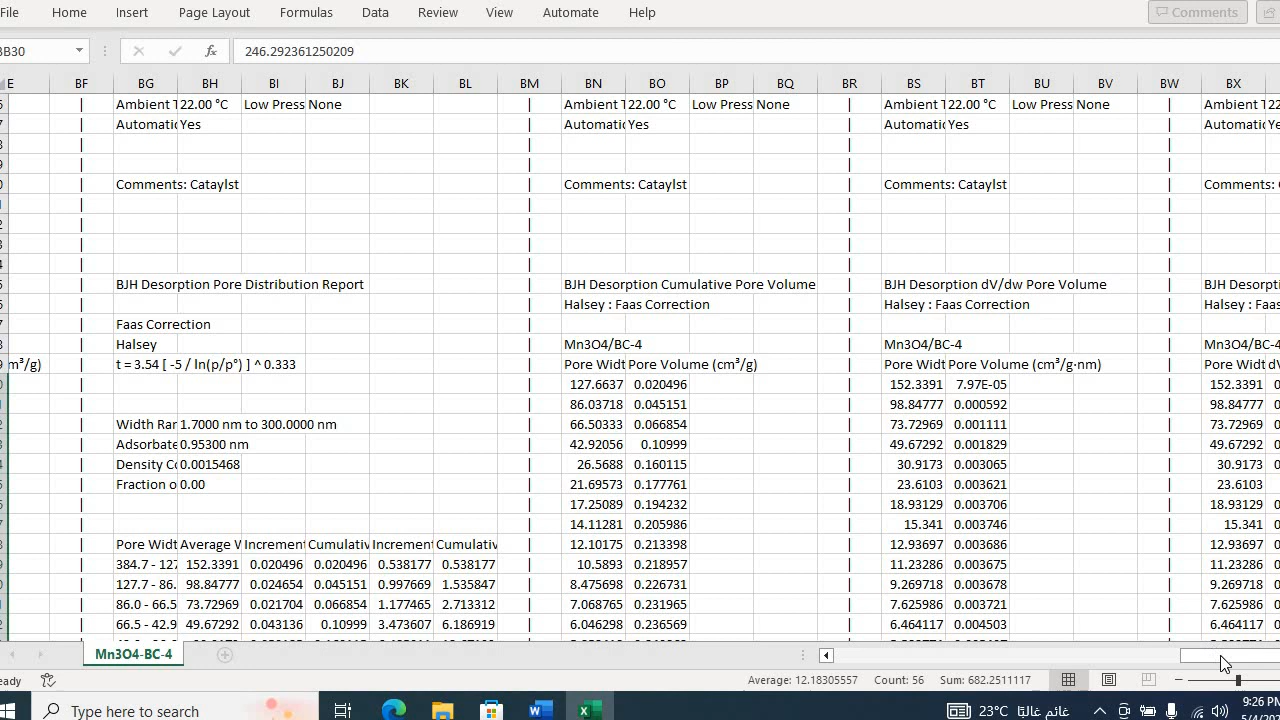 File Home Insert Page Layout Formulas Data Review View Automate Help Comments
BB30 fx 246.292361250209
E BF BG BH BI BJ BK BL BM BN BO BP BQ BR BS BT BU BV BW BX
Ambient T 22.00 °C Low Press None Ambient T 22.00 °C Low Press None Ambient T 22.00 °C Low Press None Ambient T 22
Automatic Yes Automatic Yes Automatic Yes Automatic Ye
Comments: Cataylst Comments: Cataylst Comments: Cataylst Comments: C
BJH Desorption Pore Distribution Report BJH Desorption Cumulative Pore Volume BJH Desorption dV/dw Pore Volume BJH Desorpti
Halsey : Faas Correction Halsey : Faas Correction Halsey : Faas
Faas Correction
Halsey Mn3O4/BC-4 Mn3O4/BC-4 Mn3O4/BC-4
m³/g) t = 3.54 [ -5 / ln(p/p°) ] ^ 0.333 Pore Widt Pore Volume (cm³/g) Pore Widt Pore Volume (cm³/g·nm) Pore Widt dV
127.6637 0.020496 152.3391 7.97E-05 152.3391 0
86.03718 0.045151 98.84777 0.000592 98.84777 0
Width Ran 1.7000 nm to 300.0000 nm 66.50333 0.066854 73.72969 0.001111 73.72969 0
Adsorbate 0.95300 nm 42.92056 0.10999 49.67292 0.001829 49.67292 0
Density Co 0.0015468 26.5688 0.160115 30.9173 0.003065 30.9173 0
Fraction o 0.00 21.69573 0.177761 23.6103 0.003621 23.6103
17.25089 0.194232 18.93129 0.003706 18.93129 0
14.11281 0.205986 15.341 0.003746 15.341 0
Pore Widt Average W Increment Cumulativ Increment Cumulativ 12.10175 0.213398 12.93697 0.003686 12.93697 0
384.7 - 127 152.3391 0.020496 0.020496 0.538177 0.538177 10.5893 0.218957 11.23286 0.003675 11.23286 0
127.7 - 86. 98.84777 0.024654 0.045151 0.997669 1.535847 8.475698 0.226731 9.269718 0.003678 9.269718 0
86.0 - 66.5 73.72969 0.021704 0.066854 1.177465 2.713312 7.068765 0.231965 7.625986 0.003721 7.625986 0
66.5 - 42.9 49.67292 0.043136 0.10999 3.473607 6.186919 6.046298 0.236569 6.464117 0.004503 6.464117 0
Mn3O4-BC-4
Ready Average: 12.18305557 Count: 56 Sum: 682.2511117
Type here to search 23°C غائم غالبًا 9:26 PM